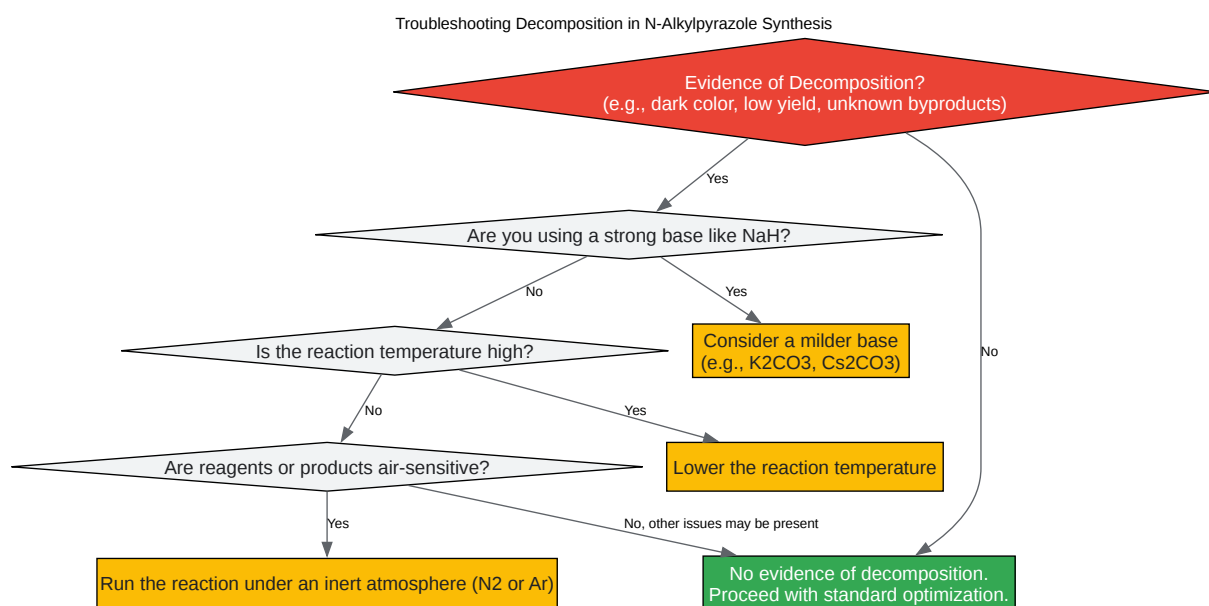 Troubleshooting Decomposition in N-Alkylpyrazole Synthesis
Evidence of Decomposition?
(e.g., dark color, low yield, unknown byproducts)
Yes
Are you using a strong base like NaH?
No
Yes
Consider a milder base
(e.g., K2CO3, Cs2CO3)
Is the reaction temperature high?
No
No
Yes
Lower the reaction temperature
Are reagents or products air-sensitive?
Yes
No, other issues may be present
Run the reaction under an inert atmosphere (N2 or Ar)
No evidence of decomposition.
Proceed with standard optimization.